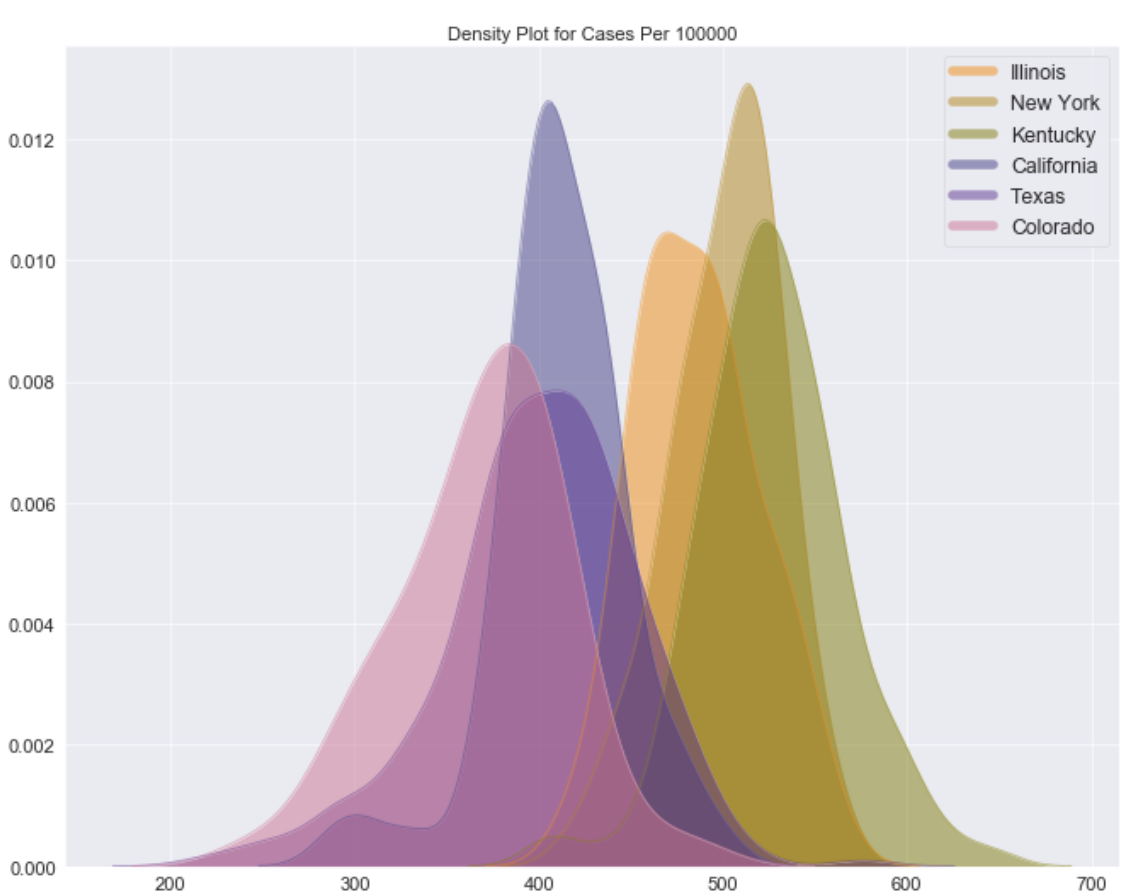 Density Plot for Cases Per 100000
Illinois
New York
Kentucky
California
Texas
Colorado
0.012
0.010
0.008
0.006
0.004
0.002
0.000
200 300 400 500 600 700